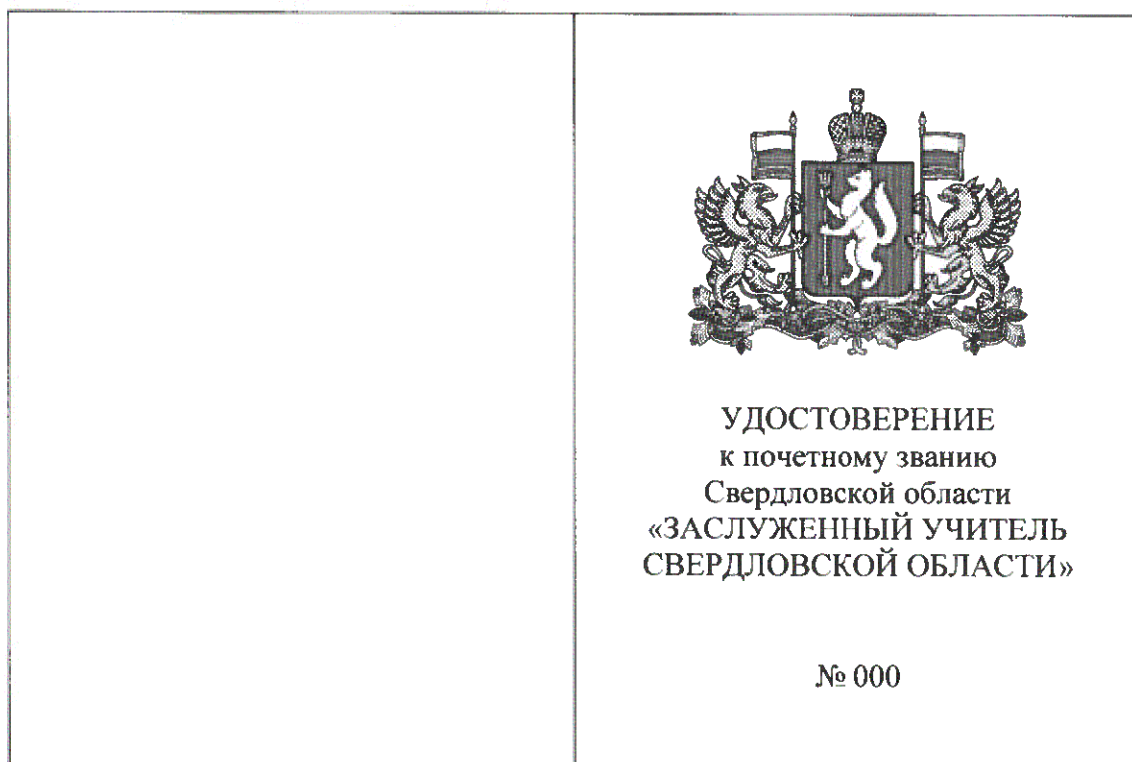 УДОСТОВЕРЕНИЕ
к почетному званию
Свердловской области
«ЗАСЛУЖЕННЫЙ УЧИТЕЛЬ
СВЕРДЛОВСКОЙ ОБЛАСТИ»
№ 000